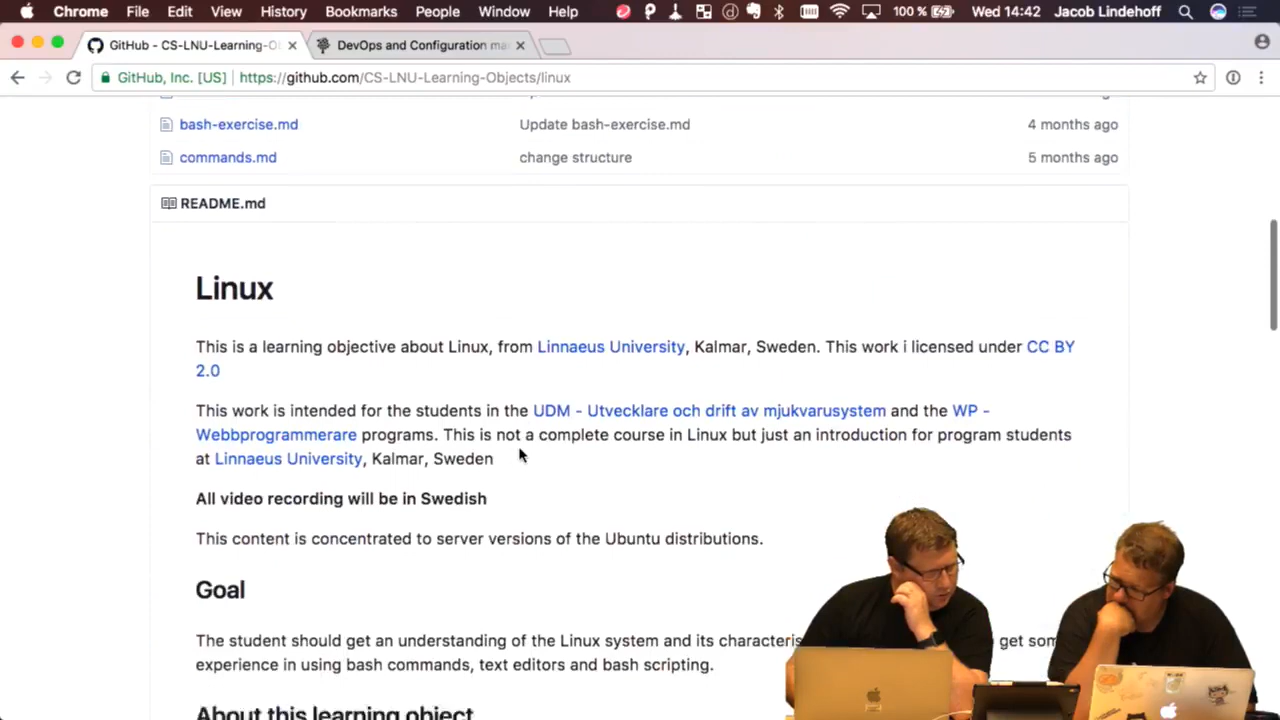 Chrome File Edit View History Bookmarks People Window Help 100 % Wed 14:42 Jacob Lindehoff
GitHub - CS-LNU-Learning-O
DevOps and Configuration ma
GitHub, Inc. [US] https://github.com/CS-LNU-Learning-Objects/linux
bash-exercise.md Update bash-exercise.md 4 months ago
commands.md change structure 5 months ago
README.md
Linux
This is a learning objective about Linux, from Linnaeus University, Kalmar, Sweden. This work i licensed under CC BY
2.0
This work is intended for the students in the UDM - Utvecklare och drift av mjukvarusystem and the WP -
Webbprogrammerare programs. This is not a complete course in Linux but just an introduction for program students
at Linnaeus University, Kalmar, Sweden
All video recording will be in Swedish
This content is concentrated to server versions of the Ubuntu distributions.
Goal
The student should get an understanding of the Linux system and its get
experience in using bash commands, text editors and bash scripting.
About this learning object